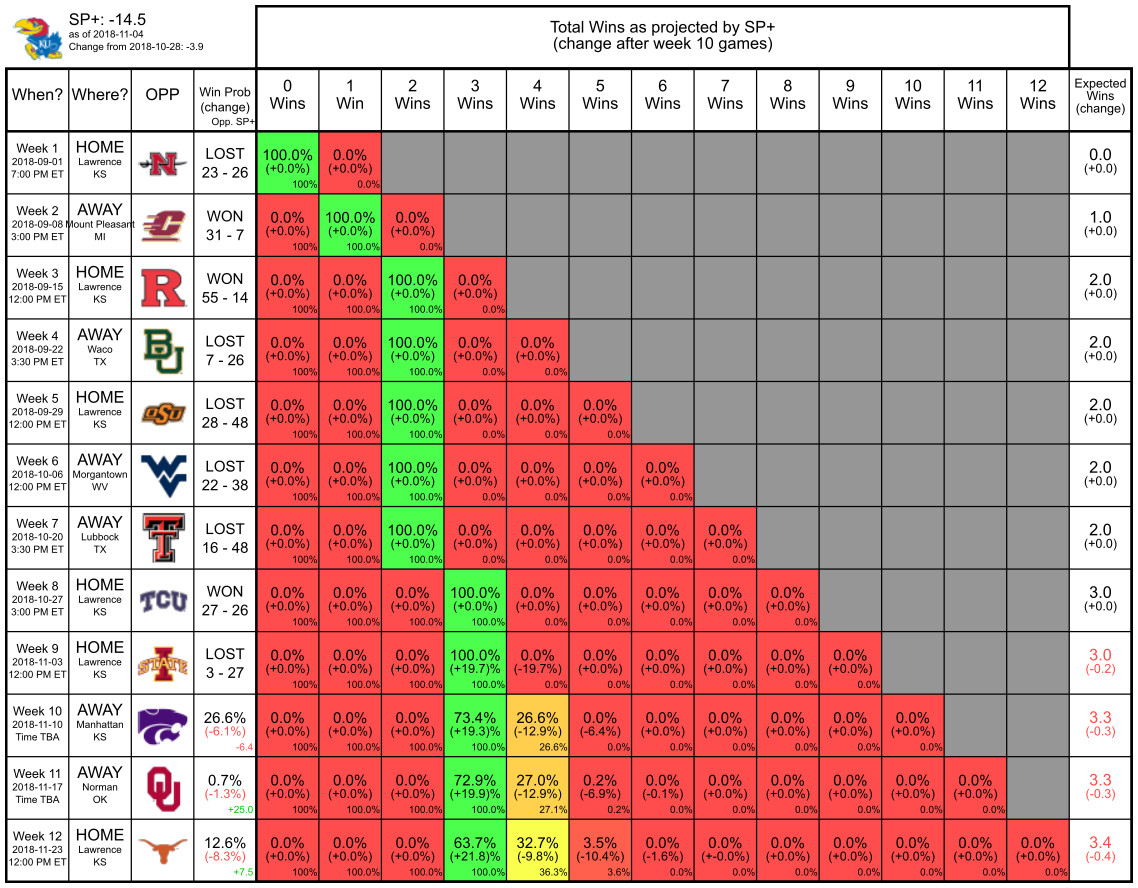 SP+: -14.5
as of 2018-11-04
Change from 2018-10-28: -3.9
KU
Total Wins as projected by SP+
(change after week 10 games)
When? Where? OPP Win Prob (change) Opp. SP+ 0 Wins 1 Win 2 Wins 3 Wins 4 Wins 5 Wins 6 Wins 7 Wins 8 Wins 9 Wins 10 Wins 11 Wins 12 Wins Expected Wins (change)
Week 1 HOME N LOST 100.0% 0.0% 0.0
2018-09-01 Lawrence (+0.0%) (+0.0%) (+0.0)
7:00 PM ET KS 23 - 26 100% 0.0%
Week 2 AWAY C WON 0.0% 100.0% 0.0% 1.0
2018-09-08 Mount Pleasant (+0.0%) (+0.0%) (+0.0%) (+0.0)
3:00 PM ET MI 31 - 7 100% 100.0% 0.0%
Week 3 HOME R WON 0.0% 0.0% 100.0% 0.0% 2.0
2018-09-15 Lawrence (+0.0%) (+0.0%) (+0.0%) (+0.0%) (+0.0)
12:00 PM ET KS 55 - 14 100% 100.0% 100.0% 0.0%
Week 4 AWAY BU LOST 0.0% 0.0% 100.0% 0.0% 0.0% 2.0
2018-09-22 Waco (+0.0%) (+0.0%) (+0.0%) (+0.0%) (+0.0%) (+0.0)
3:30 PM ET TX 7 - 26 100% 100.0% 100.0% 0.0% 0.0%
Week 5 HOME OSU LOST 0.0% 0.0% 100.0% 0.0% 0.0% 0.0% 2.0
2018-09-29 Lawrence (+0.0%) (+0.0%) (+0.0%) (+0.0%) (+0.0%) (+0.0%) (+0.0)
12:00 PM ET KS 28 - 48 100% 100.0% 100.0% 0.0% 0.0% 0.0%
Week 6 AWAY WV LOST 0.0% 0.0% 100.0% 0.0% 0.0% 0.0% 0.0% 2.0
2018-10-06 Morgantown (+0.0%) (+0.0%) (+0.0%) (+0.0%) (+0.0%) (+0.0%) (+0.0%) (+0.0)
12:00 PM ET WV 22 - 38 100% 100.0% 100.0% 0.0% 0.0% 0.0% 0.0%
Week 7 AWAY T LOST 0.0% 0.0% 100.0% 0.0% 0.0% 0.0% 0.0% 0.0% 2.0
2018-10-20 Lubbock (+0.0%) (+0.0%) (+0.0%) (+0.0%) (+0.0%) (+0.0%) (+0.0%) (+0.0%) (+0.0)
3:30 PM ET TX 16 - 48 100% 100.0% 100.0% 0.0% 0.0% 0.0% 0.0% 0.0%
Week 8 HOME TCU WON 0.0% 0.0% 0.0% 100.0% 0.0% 0.0% 0.0% 0.0% 0.0% 3.0
2018-10-27 Lawrence (+0.0%) (+0.0%) (+0.0%) (+0.0%) (+0.0%) (+0.0%) (+0.0%) (+0.0%) (+0.0%) (+0.0)
3:00 PM ET KS 27 - 26 100% 100.0% 100.0% 100.0% 0.0% 0.0% 0.0% 0.0% 0.0%
Week 9 HOME I STATE LOST 0.0% 0.0% 0.0% 100.0% 0.0% 0.0% 0.0% 0.0% 0.0% 0.0% 3.0
2018-11-03 Lawrence (+0.0%) (+0.0%) (+0.0%) (+19.7)% (-19.7%) (+0.0%) (+0.0%) (+0.0%) (+0.0%) (+0.0%) (-0.2)
12:00 PM ET KS 3 - 27 100% 100.0% 100.0% 100.0% 0.0% 0.0% 0.0% 0.0% 0.0% 0.0%
Week 10 AWAY 26.6% 0.0% 0.0% 0.0% 73.4% 26.6% 0.0% 0.0% 0.0% 0.0% 0.0% 0.0% 3.3
2018-11-10 Manhattan (-6.1%) (+0.0%) (+0.0%) (+0.0%) (+19.3)% (-12.9%) (-6.4%) (+0.0%) (+0.0%) (+0.0%) (+0.0%) (+0.0%) (-0.3)
Time TBA KS -6.4 100% 100.0% 100.0% 100.0% 26.6% 0.0% 0.0% 0.0% 0.0% 0.0% 0.0%
Week 11 AWAY OU 0.7% 0.0% 0.0% 0.0% 72.9% 27.0% 0.2% 0.0% 0.0% 0.0% 0.0% 0.0% 0.0% 3.3
2018-11-17 Norman (-1.3%) (+0.0%) (+0.0%) (+0.0%) (+19.9)% (-12.9%) (-6.9%) (-0.1%) (+0.0%) (+0.0%) (+0.0%) (+0.0%) (+0.0%) (-0.3)
Time TBA OK +25.0 100% 100.0% 100.0% 100.0% 27.1% 0.2% 0.0% 0.0% 0.0% 0.0% 0.0% 0.0%
Week 12 HOME 12.6% 0.0% 0.0% 0.0% 63.7% 32.7% 3.5% 0.0% 0.0% 0.0% 0.0% 0.0% 0.0% 0.0% 3.4
2018-11-23 Lawrence (-8.3%) (+0.0%) (+0.0%) (+0.0%) (+21.8)% (-9.8%) (-10.4%) (-1.6%) (+-0.0%) (+0.0%) (+0.0%) (+0.0%) (+0.0%) (+0.0%) (-0.4)
12:00 PM ET KS +7.5 100% 100.0% 100.0% 100.0% 36.3% 3.6% 0.0% 0.0% 0.0% 0.0% 0.0% 0.0% 0.0%